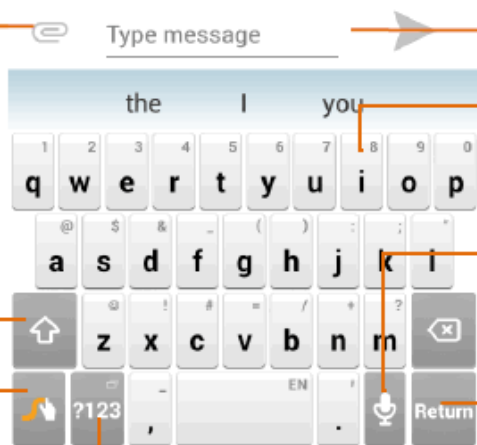 Type message
the I you
1 2 3 4 5 6 7 8 9 0
q w e r t y u i o p
@ $ & _ ( ) : ; "
a s d f g h j k l
! # = / + ?
z x c v b n m
EN '
?123 , . Return